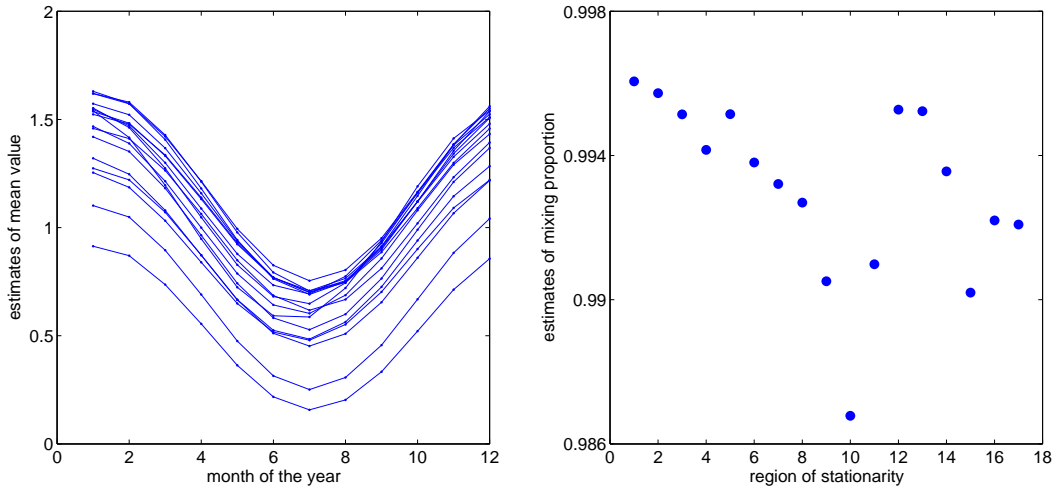 2
1.5
1
0.5
0
0 2 4 6 8 10 12
estimates of mean value
month of the year
0.998
0.994
0.99
0.986
0 2 4 6 8 10 12 14 16 18
estimates of mixing proportion
region of stationarity